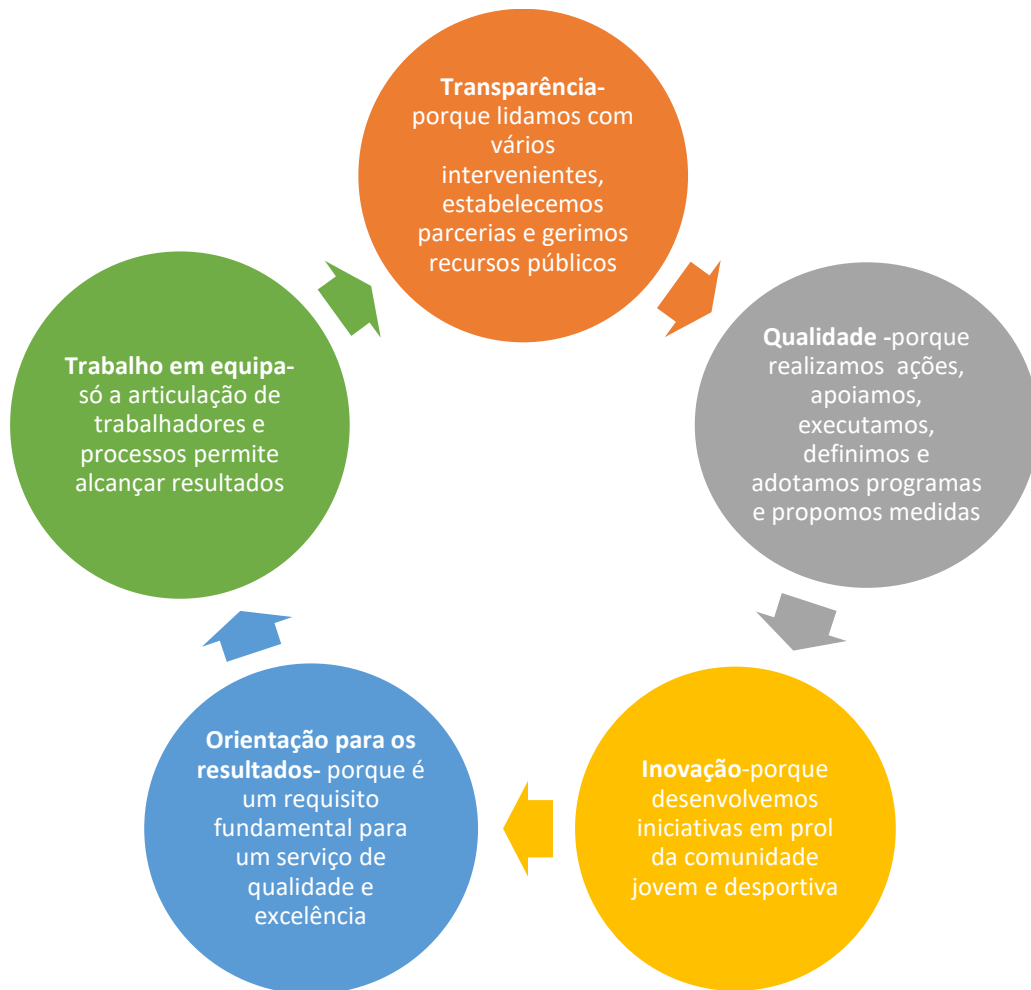 Transparência-
porque lidamos com
vários
intervenientes,
estabelecemos
parcerias e gerimos
recursos públicos
Qualidade -porque
realizamos  ações,
apoiamos,
executamos,
definimos e
adotamos programas
e propomos medidas
Inovação-porque
desenvolvemos
iniciativas em prol
da comunidade
jovem e desportiva
Orientação para os
resultados- porque é
um requisito
fundamental para
um serviço de
qualidade e
excelência
Trabalho em equipa-
só a articulação de
trabalhadores e
processos permite
alcançar resultados